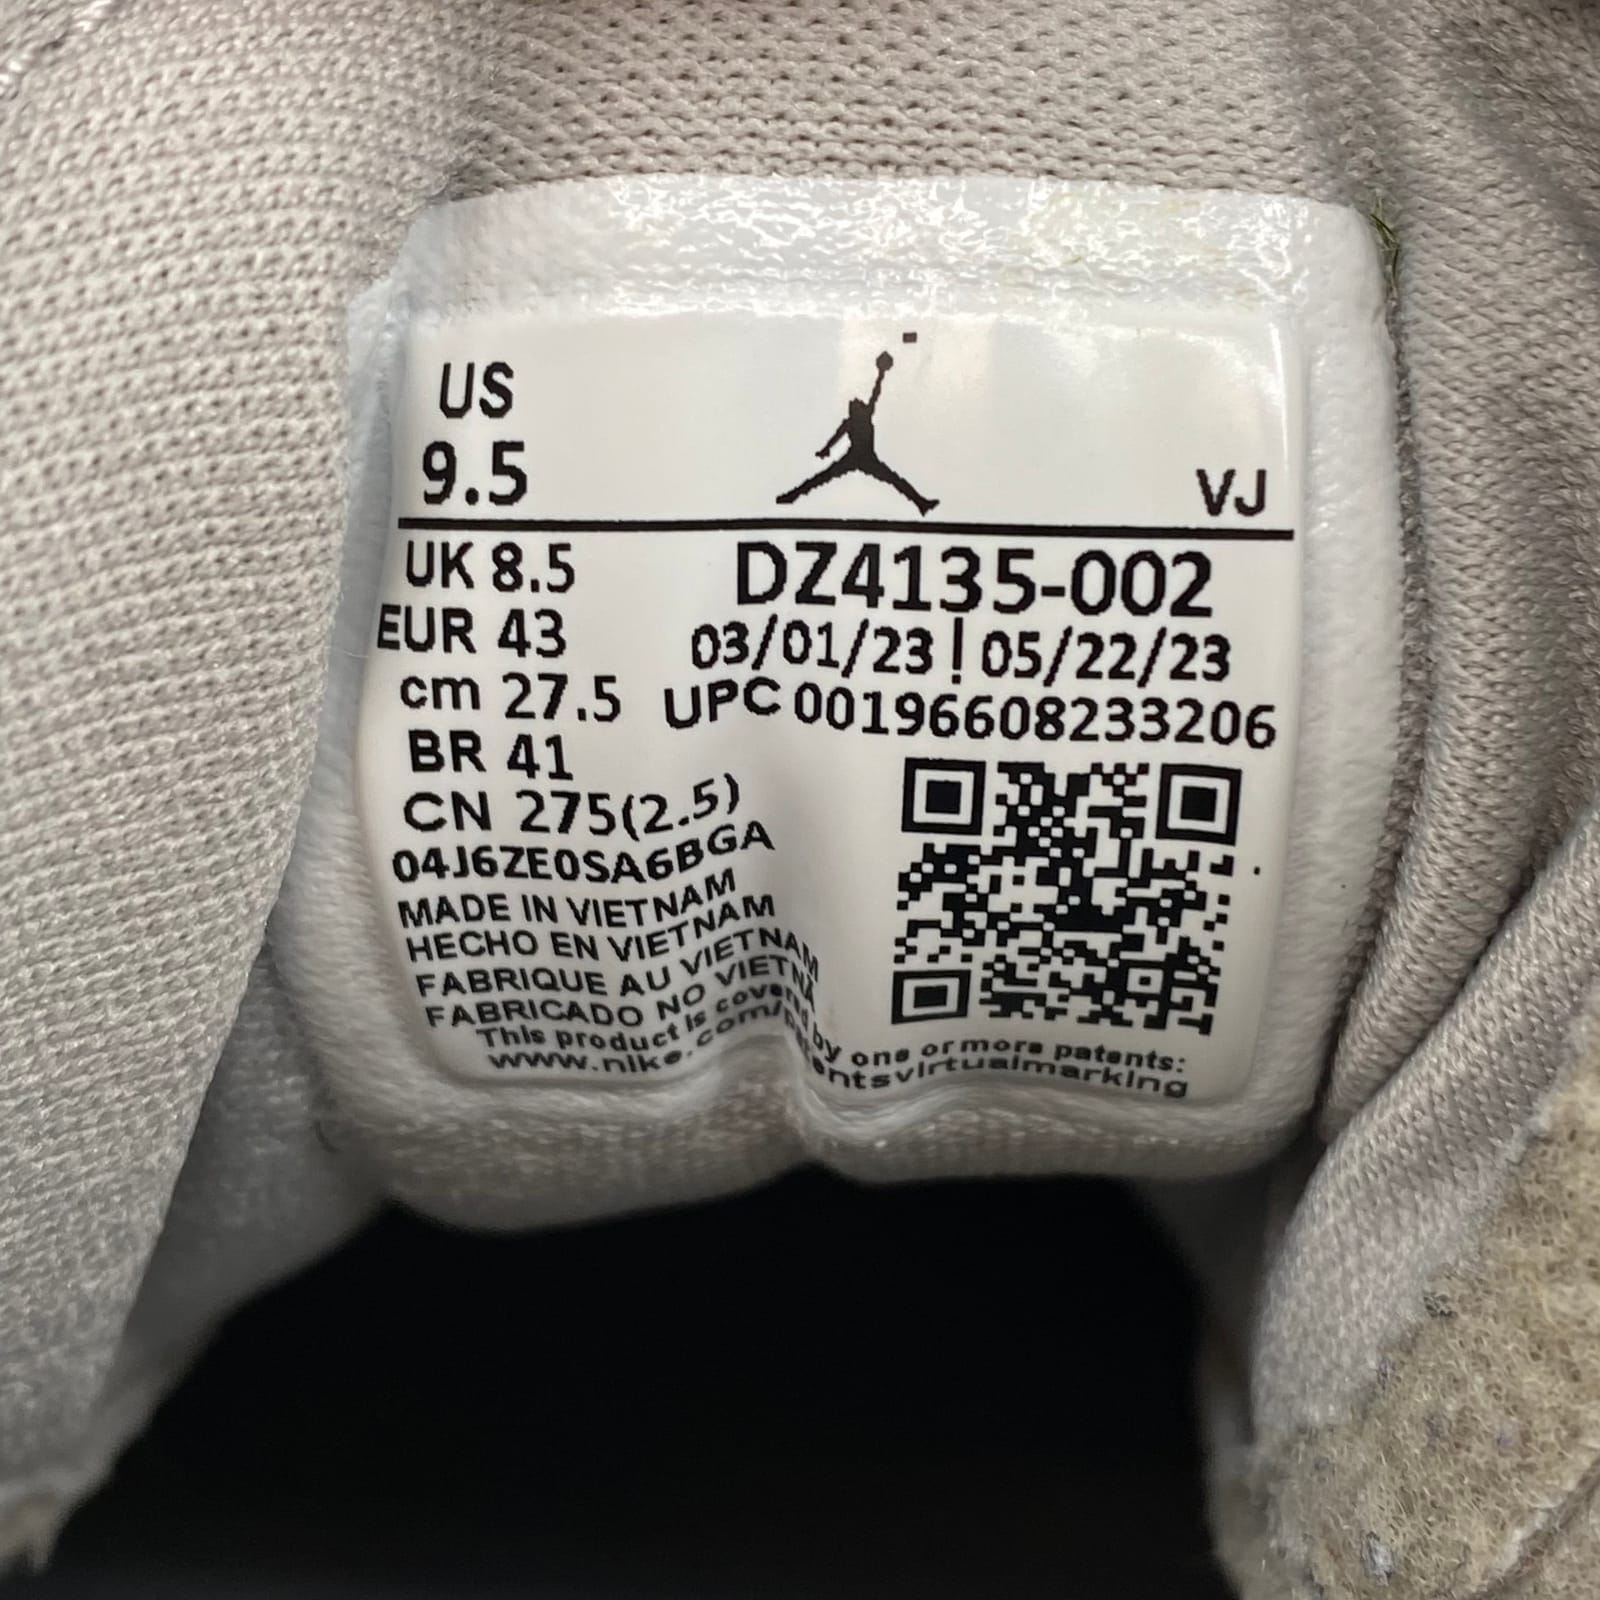 US
9.5
VJ
UK 8.5
DZ4135-002
EUR 43
03/01/23 | 05/22/23
cm 27.5
UPC 00196608233206
BR 41
CN 275(2.5)
04J6ZE0SA6BGA
MADE IN VIETNAM
HECHO EN VIETNAM
FABRIQUE AU VIETNAM
FABRICADO NO VIETNA
This product is covered by one or more patents:
www.nike.com/patentsvirtualmarking